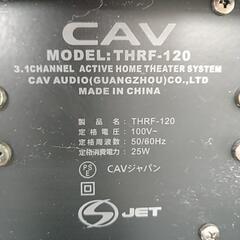 CAV
MODEL:THRF-120
3.1CHANNEL ACTIVE HOME THEATER SYSTEM
CAV AUDIO(GUANGZHOU)CO.,LTD
MADE IN CHINA
製品名：THRF-120
定格電圧：100V~
定格周波数：50/60Hz
定格消費電力：25W
PSE CAVジャパン
S JET